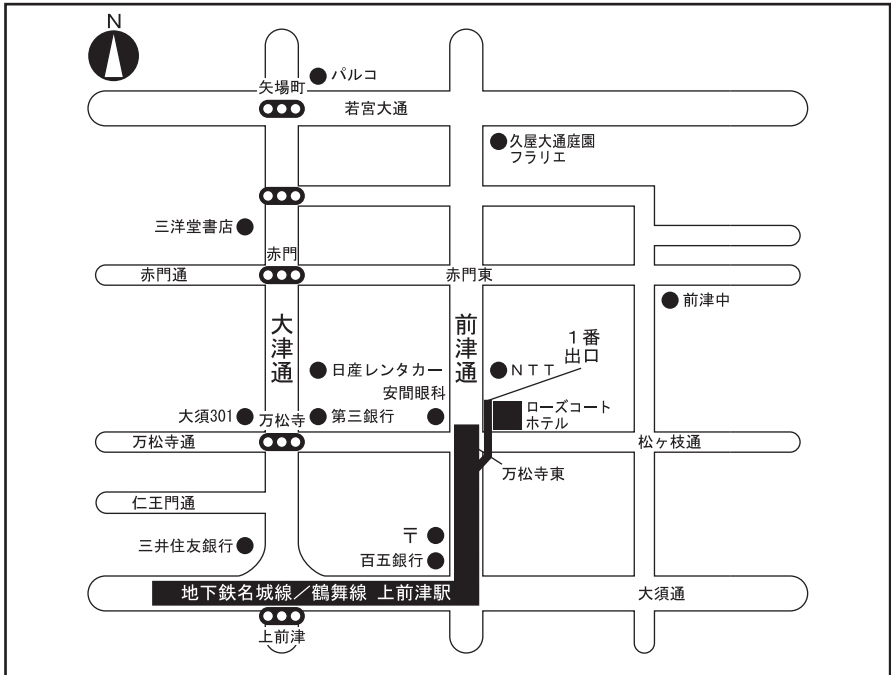 N
パルコ
矢場町
若宮大通
久屋大通庭園
フラリエ
三洋堂書店
赤門
赤門通
赤門東
前津中
大津通
前津通
1番
出口
日産レンタカー
NTT
安間眼科
大須301
万松寺
第三銀行
ローズコート
ホテル
万松寺通
松ヶ枝通
万松寺東
仁王門通
〒
三井住友銀行
百五銀行
地下鉄名城線/鶴舞線 上前津駅
大須通
上前津